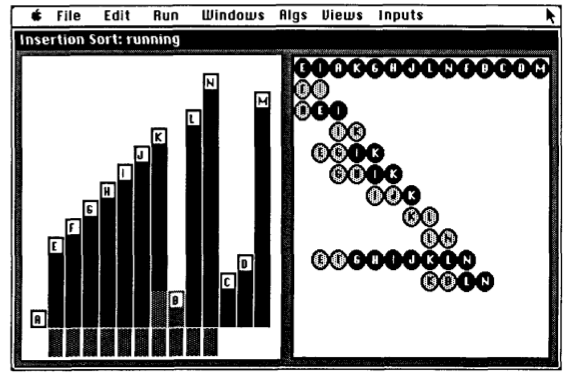 File Edit Run Windows Algs Views Inputs
Insertion Sort: running
A E F G H I J K B L N C D M
E I A K G H J L N F B C D M
E I
A E I
I K
E G I K
G H I K
I J K
K L
L N
E F G H I J K L N
K B L N